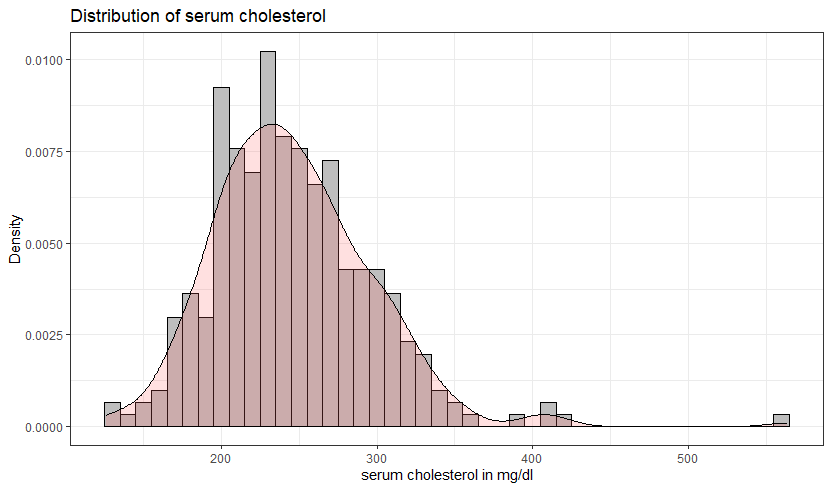 Distribution of serum cholesterol
0.0100
0.0075
0.0050
0.0025
0.0000
Density
200 300 400 500
serum cholesterol in mg/dl